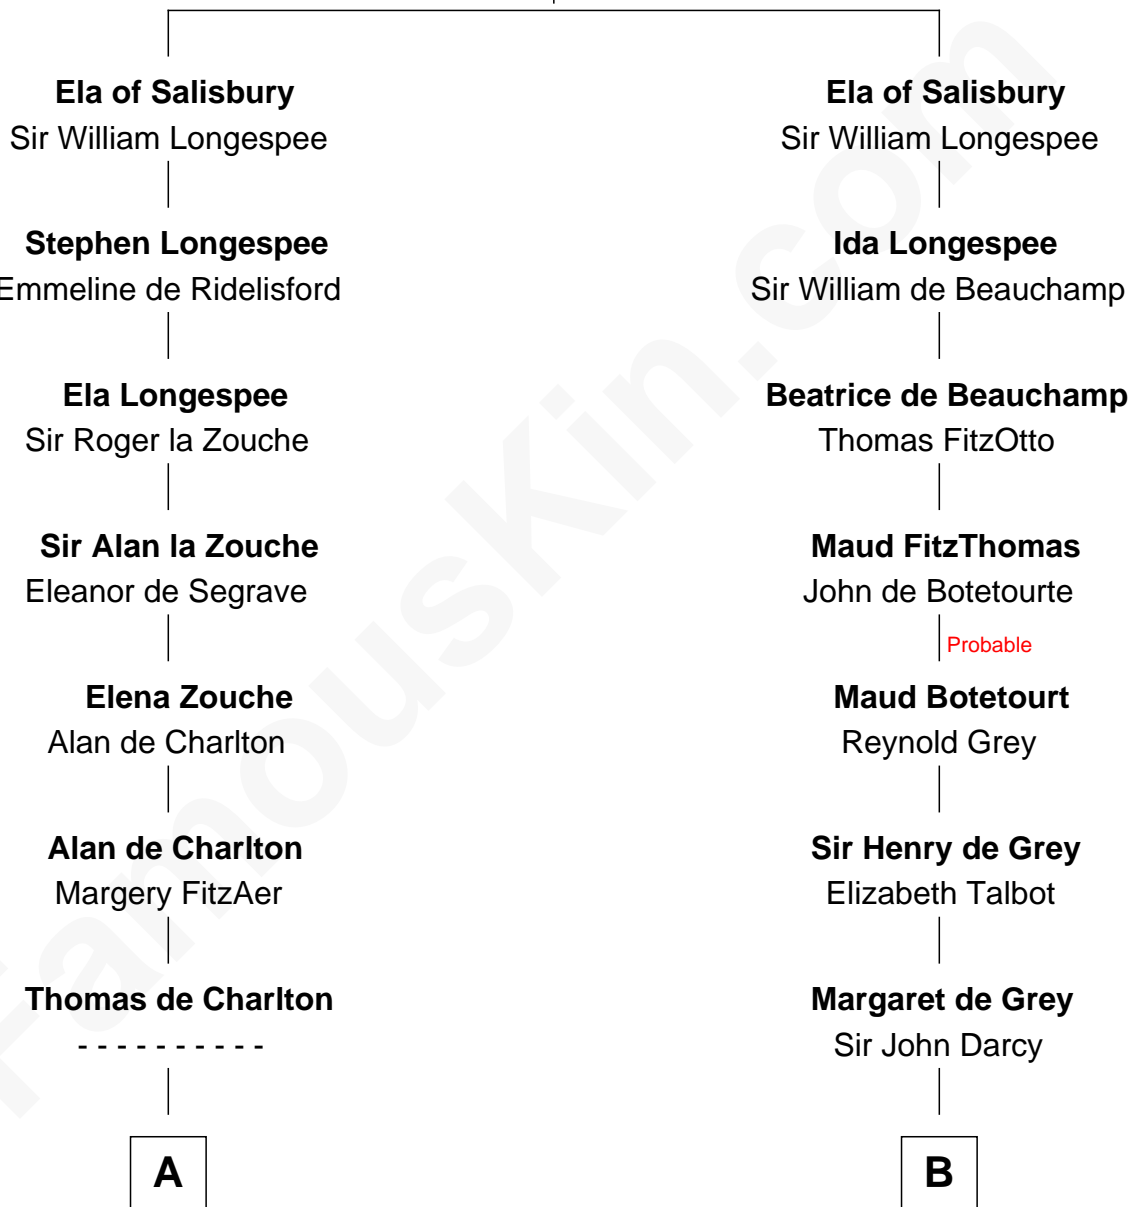 Ela of Salisbury
Sir William Longespee
Stephen Longespee
Emmeline de Ridelisford
Ela Longespee
Sir Roger la Zouche
Sir Alan la Zouche
Eleanor de Segrave
Elena Zouche
Alan de Charlton
Alan de Charlton
Margery FitzAer
Thomas de Charlton
- - - - - - - - - -
A
Ela of Salisbury
Sir William Longespee
Ida Longespee
Sir William de Beauchamp
Beatrice de Beauchamp
Thomas FitzOtto
Maud FitzThomas
John de Botetourte
Probable
Maud Botetourt
Reynold Grey
Sir Henry de Grey
Elizabeth Talbot
Margaret de Grey
Sir John Darcy
B
FamousKin.com